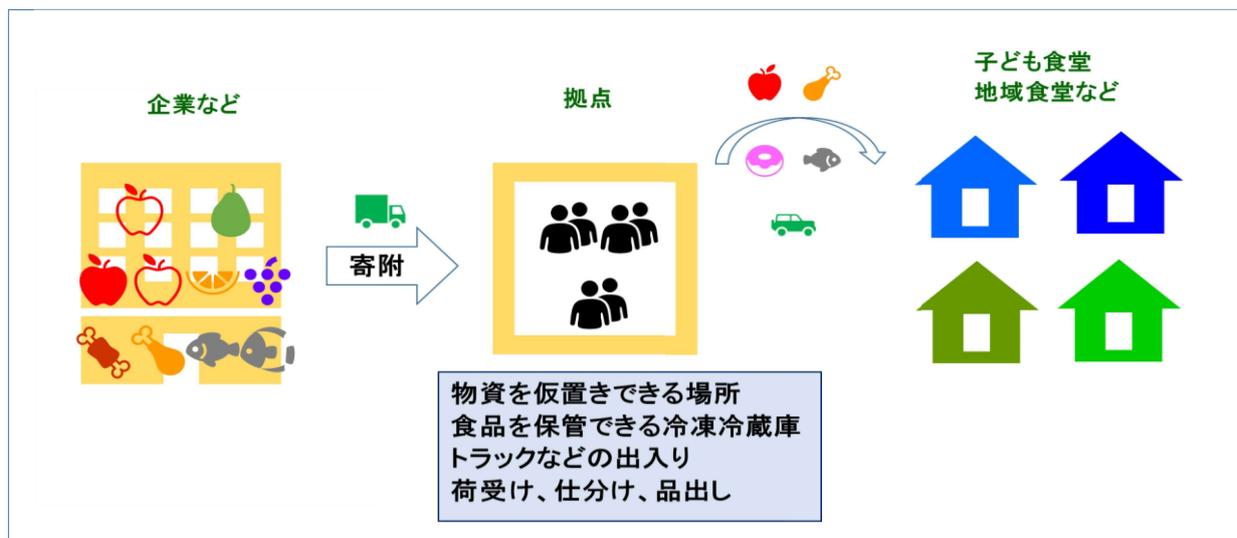 企業など
寄附
拠点
物資を仮置きできる場所
食品を保管できる冷凍冷蔵庫
トラックなどの出入り
荷受け、仕分け、品出し
子ども食堂
地域食堂など